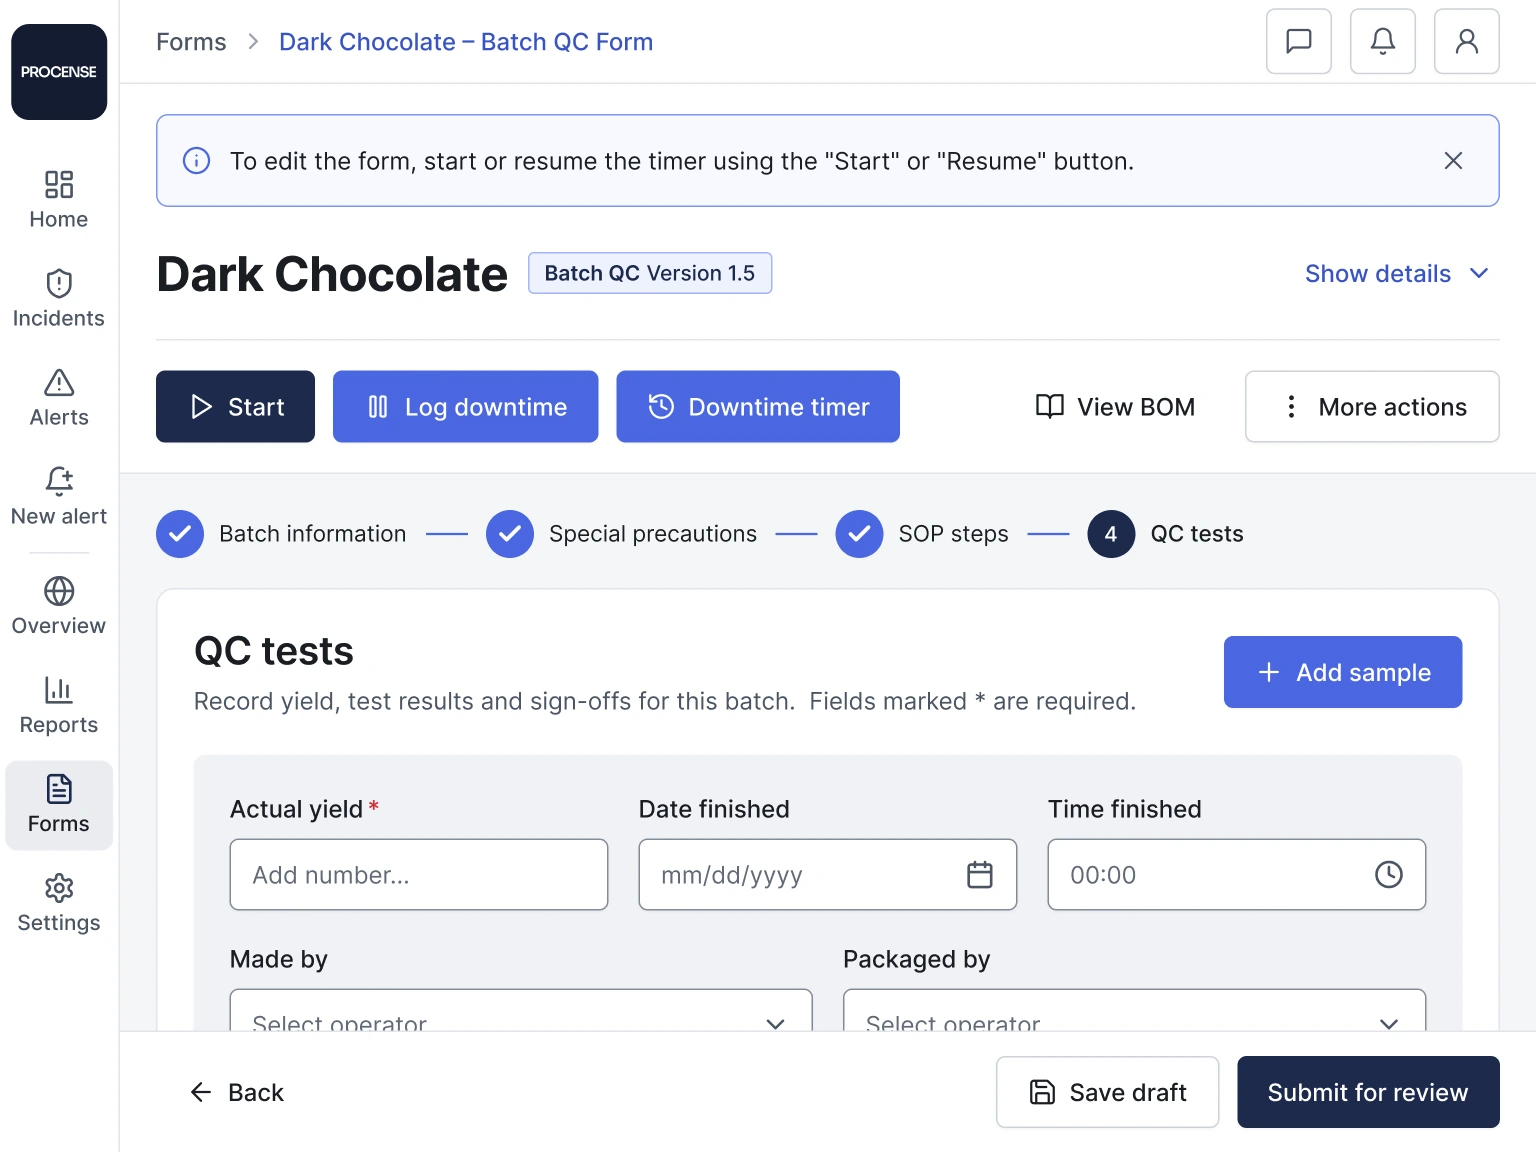 PROCENSE
Forms
Dark Chocolate – Batch QC Form
Home
Incidents
Alerts
New alert
Overview
Reports
Forms
Settings
To edit the form, start or resume the timer using the "Start" or "Resume" button.
Dark Chocolate
Batch QC Version 1.5
Show details
Start
Log downtime
Downtime timer
View BOM
More actions
Batch information
Special precautions
SOP steps
4
QC tests
QC tests
Record yield, test results and sign-offs for this batch. Fields marked * are required.
Add sample
Actual yield *
Date finished
Time finished
Add number...
mm/dd/yyyy
00:00
Made by
Packaged by
Select operator
Select operator
Back
Save draft
Submit for review